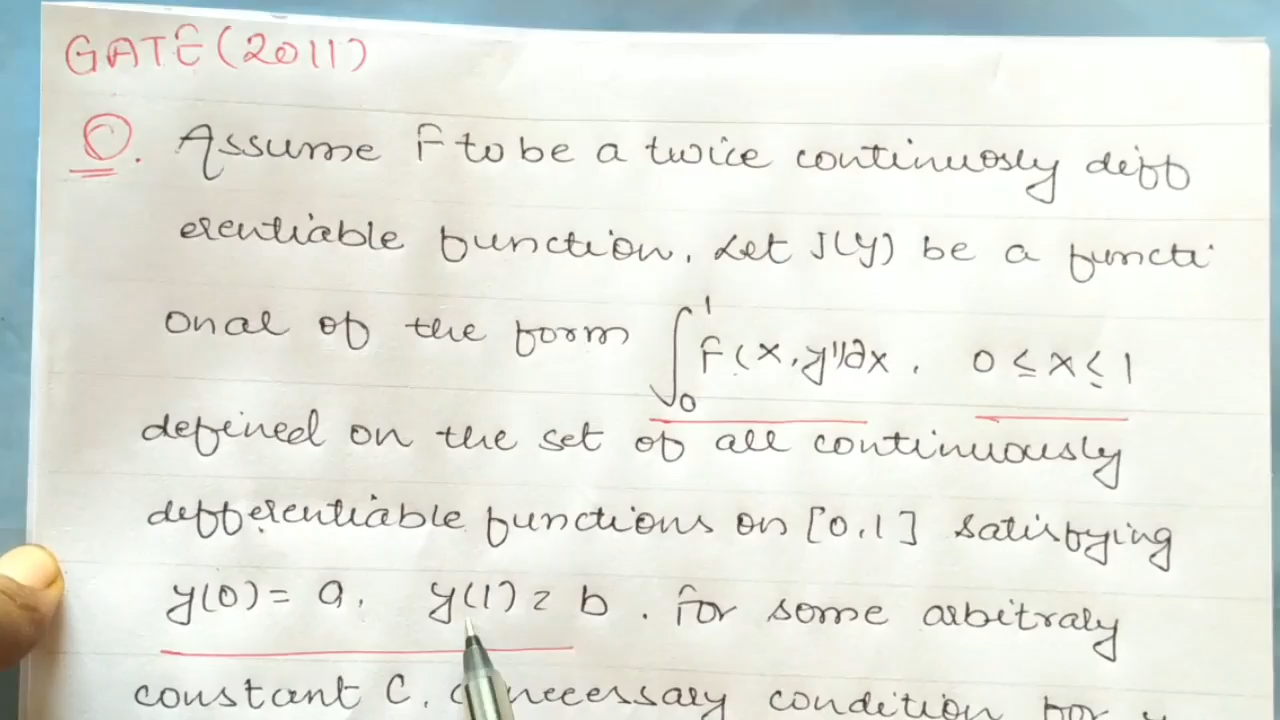 GATE (2011)
Q. Assume F to be a twice continuosly diff
erentiable function. Let J(y) be a functi
onal of the form ∫₀¹ F(x, y')dx, 0 ≤ x ≤ 1
defined on the set of all continuously
defferentiable functions on [0,1] satisfying
y(0) = a, y(1) = b. For some arbitraly
constant C, necessary condition for y